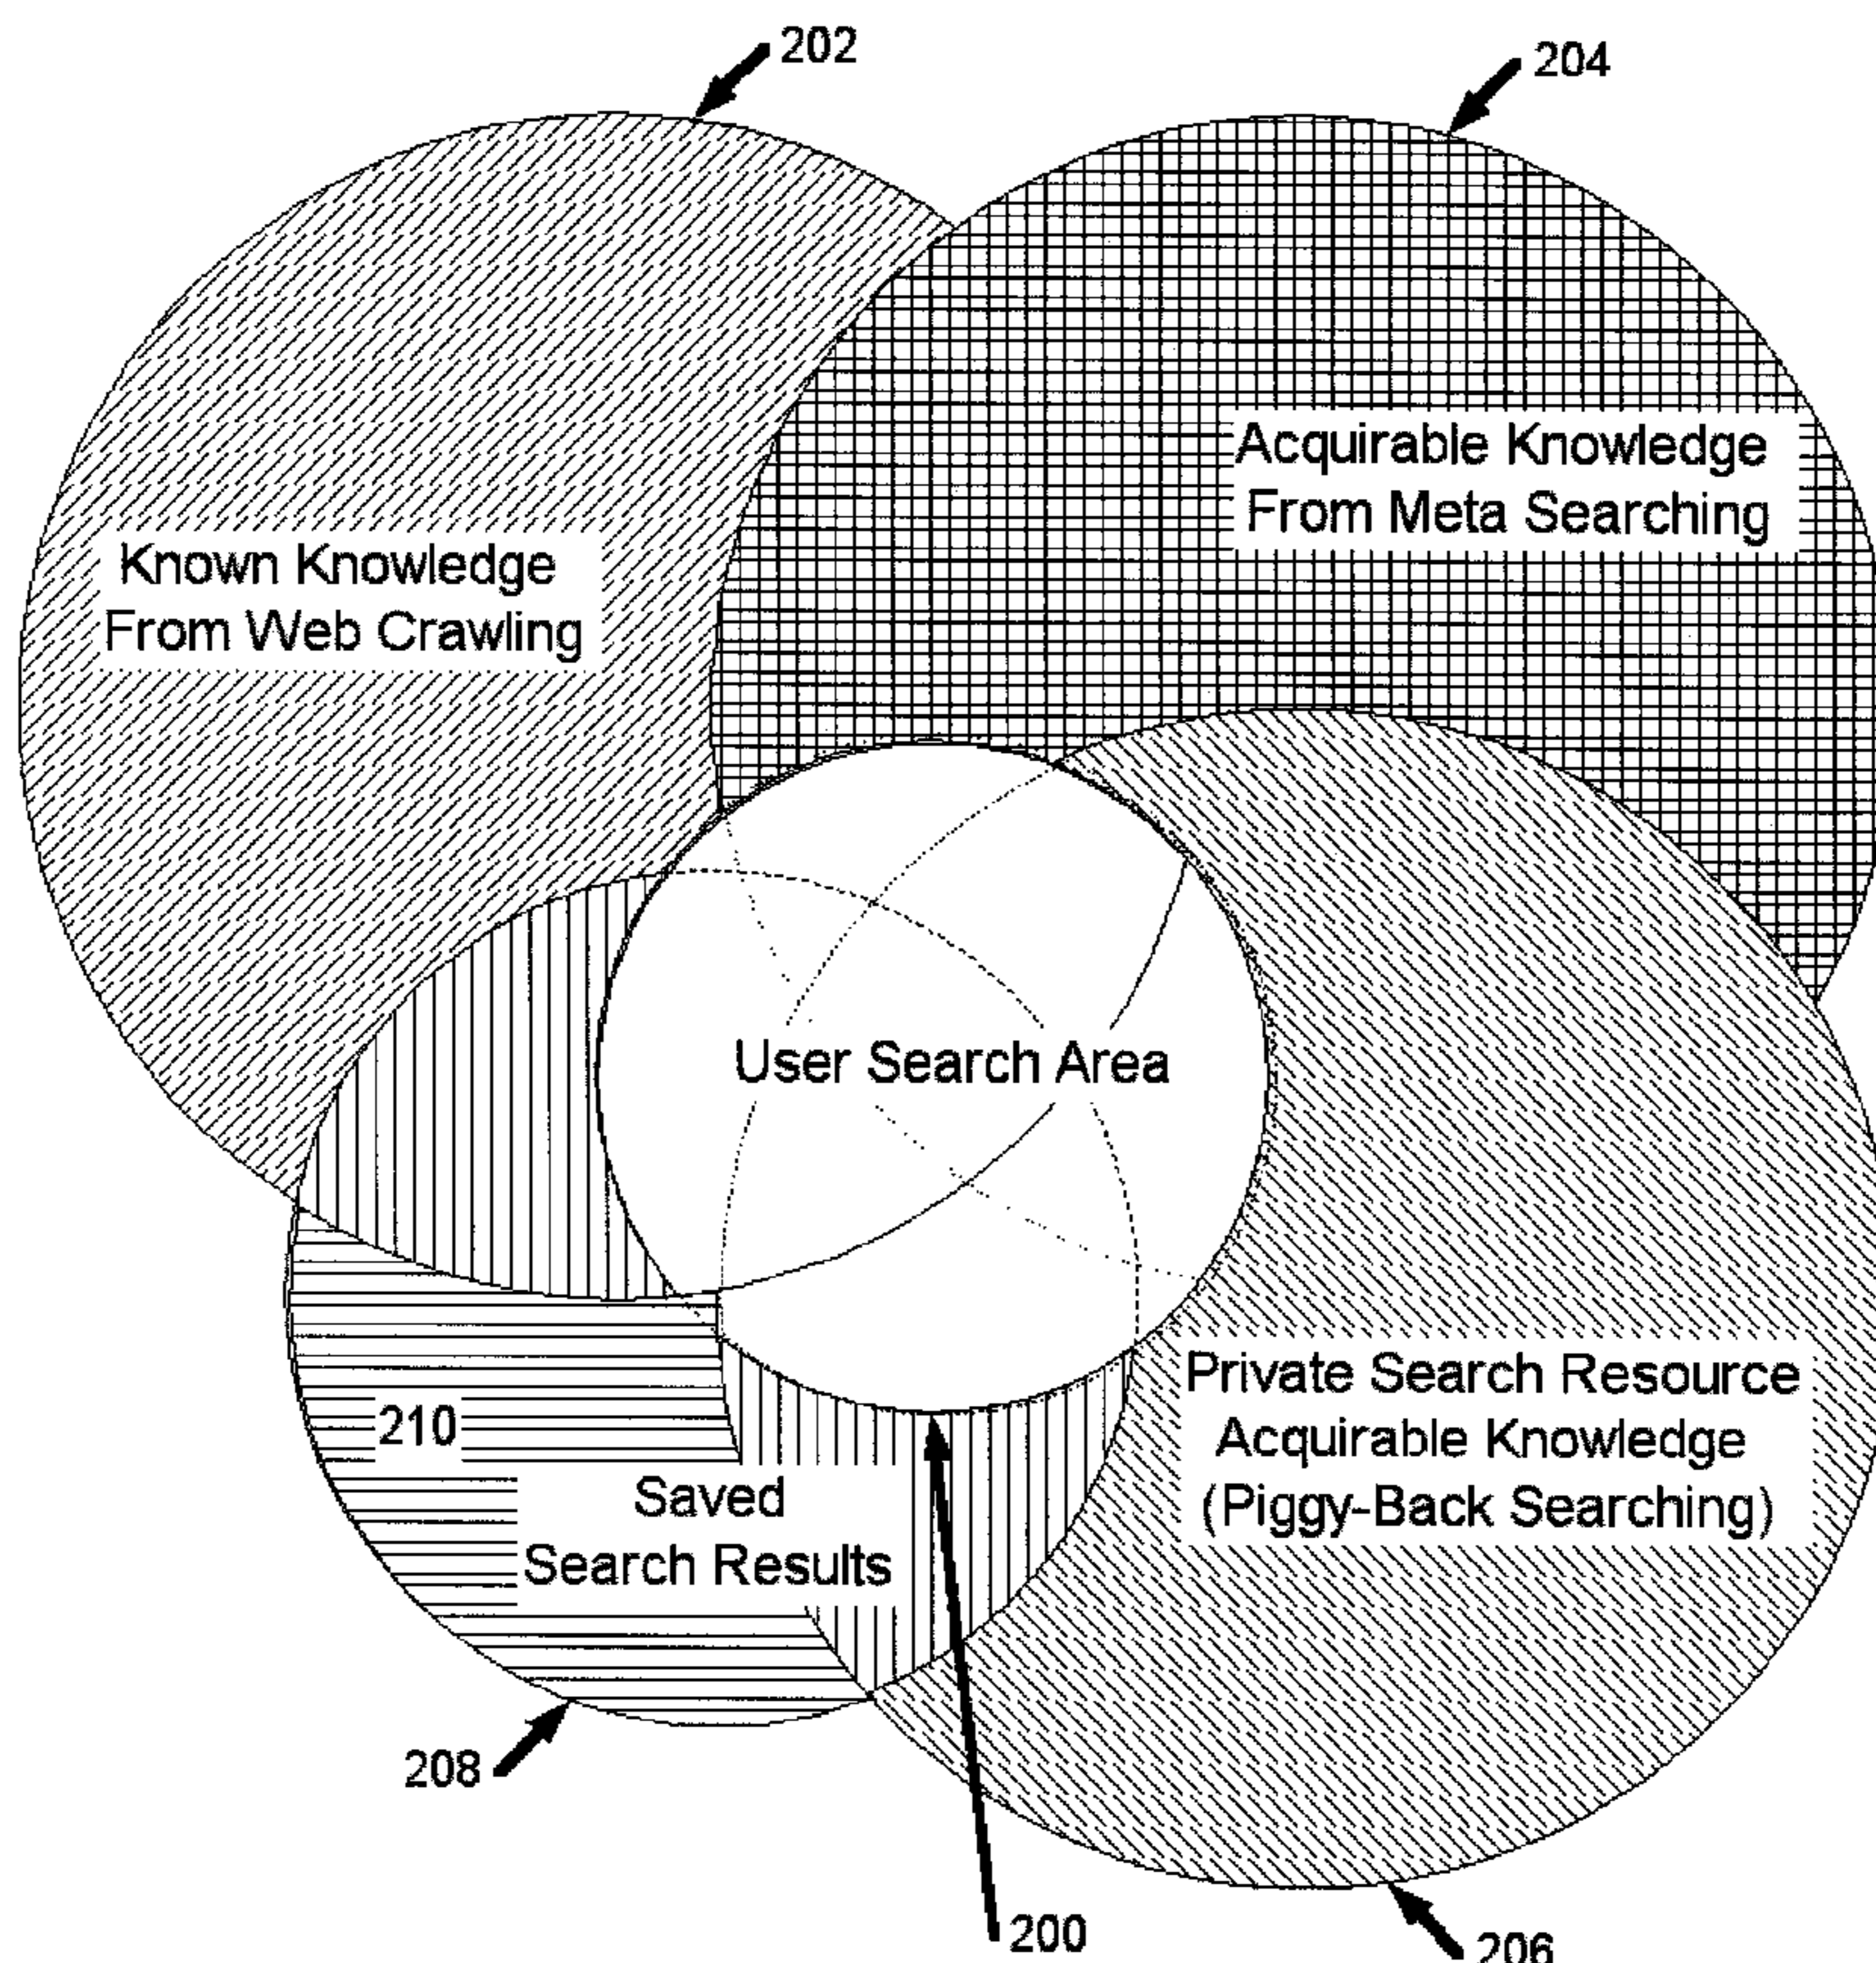 202
204
Acquirable Knowledge
From Meta Searching
Known Knowledge
From Web Crawling
User Search Area
Private Search Resource
Acquirable Knowledge
(Piggy-Back Searching)
210
Saved
Search Results
208
200
206